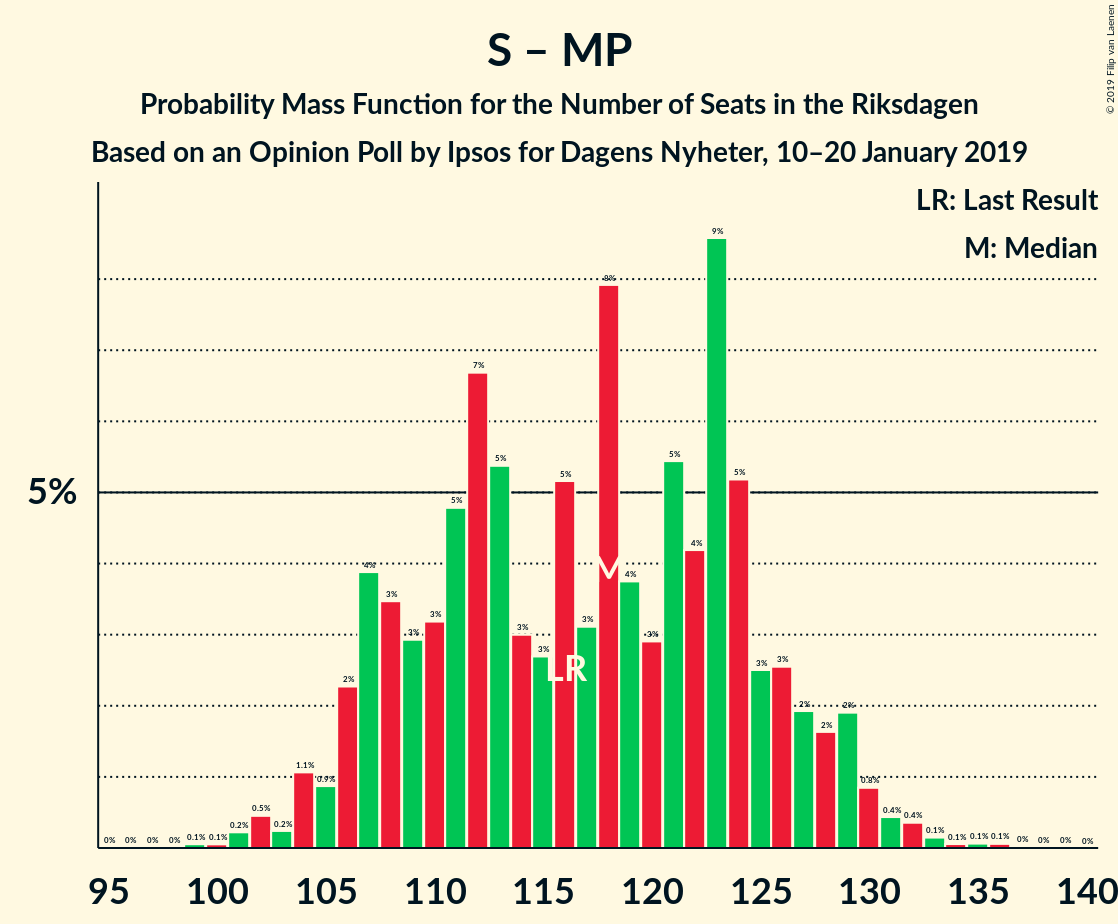 © 2019 Filip van Laenen
S – MP
Probability Mass Function for the Number of Seats in the Riksdagen
Based on an Opinion Poll by Ipsos for Dagens Nyheter, 10–20 January 2019
LR: Last Result
M: Median
5%
0% 0% 0% 0% 0.1% 0.1% 0.2% 0.5% 0.2% 1.1% 0.9% 2% 4% 3% 3% 3% 5% 7% 5% 3% 3% 5% 3% 8% 4% 3% 5% 4% 9% 5% 3% 3% 2% 2% 2% 0.8% 0.4% 0.4% 0.1% 0.1% 0.1% 0.1% 0% 0% 0% 0%
M
LR
95 100 105 110 115 120 125 130 135 140